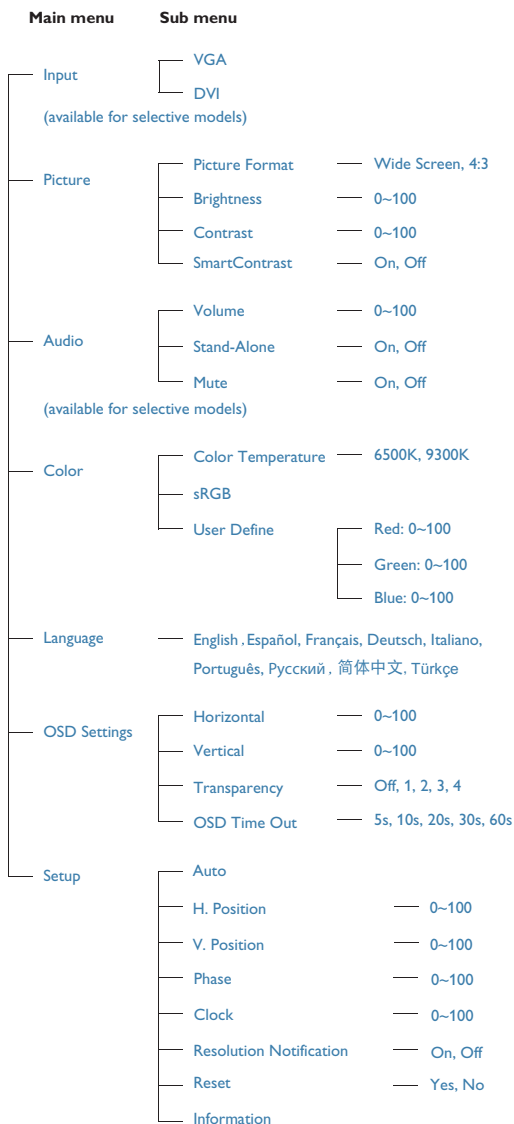 Main menu Sub menu
VGA
Input
DVI
(available for selective models)
Picture Format Wide Screen, 4:3
Picture
Brightness 0~100
Contrast 0~100
SmartContrast On, Off
Volume 0~100
Audio Stand-Alone On, Off
Mute On, Off
(available for selective models)
Color Temperature 6500K, 9300K
Color
sRGB
User Define Red: 0~100
Green: 0~100
Blue: 0~100
Language English, Español, Français, Deutsch, Italiano,
Português, Русский, 简体中文, Türkçe
Horizontal 0~100
OSD Settings
Vertical 0~100
Transparency Off, 1, 2, 3, 4
OSD Time Out 5s, 10s, 20s, 30s, 60s
Setup Auto
H. Position 0~100
V. Position 0~100
Phase 0~100
Clock 0~100
Resolution Notification On, Off
Reset Yes, No
Information